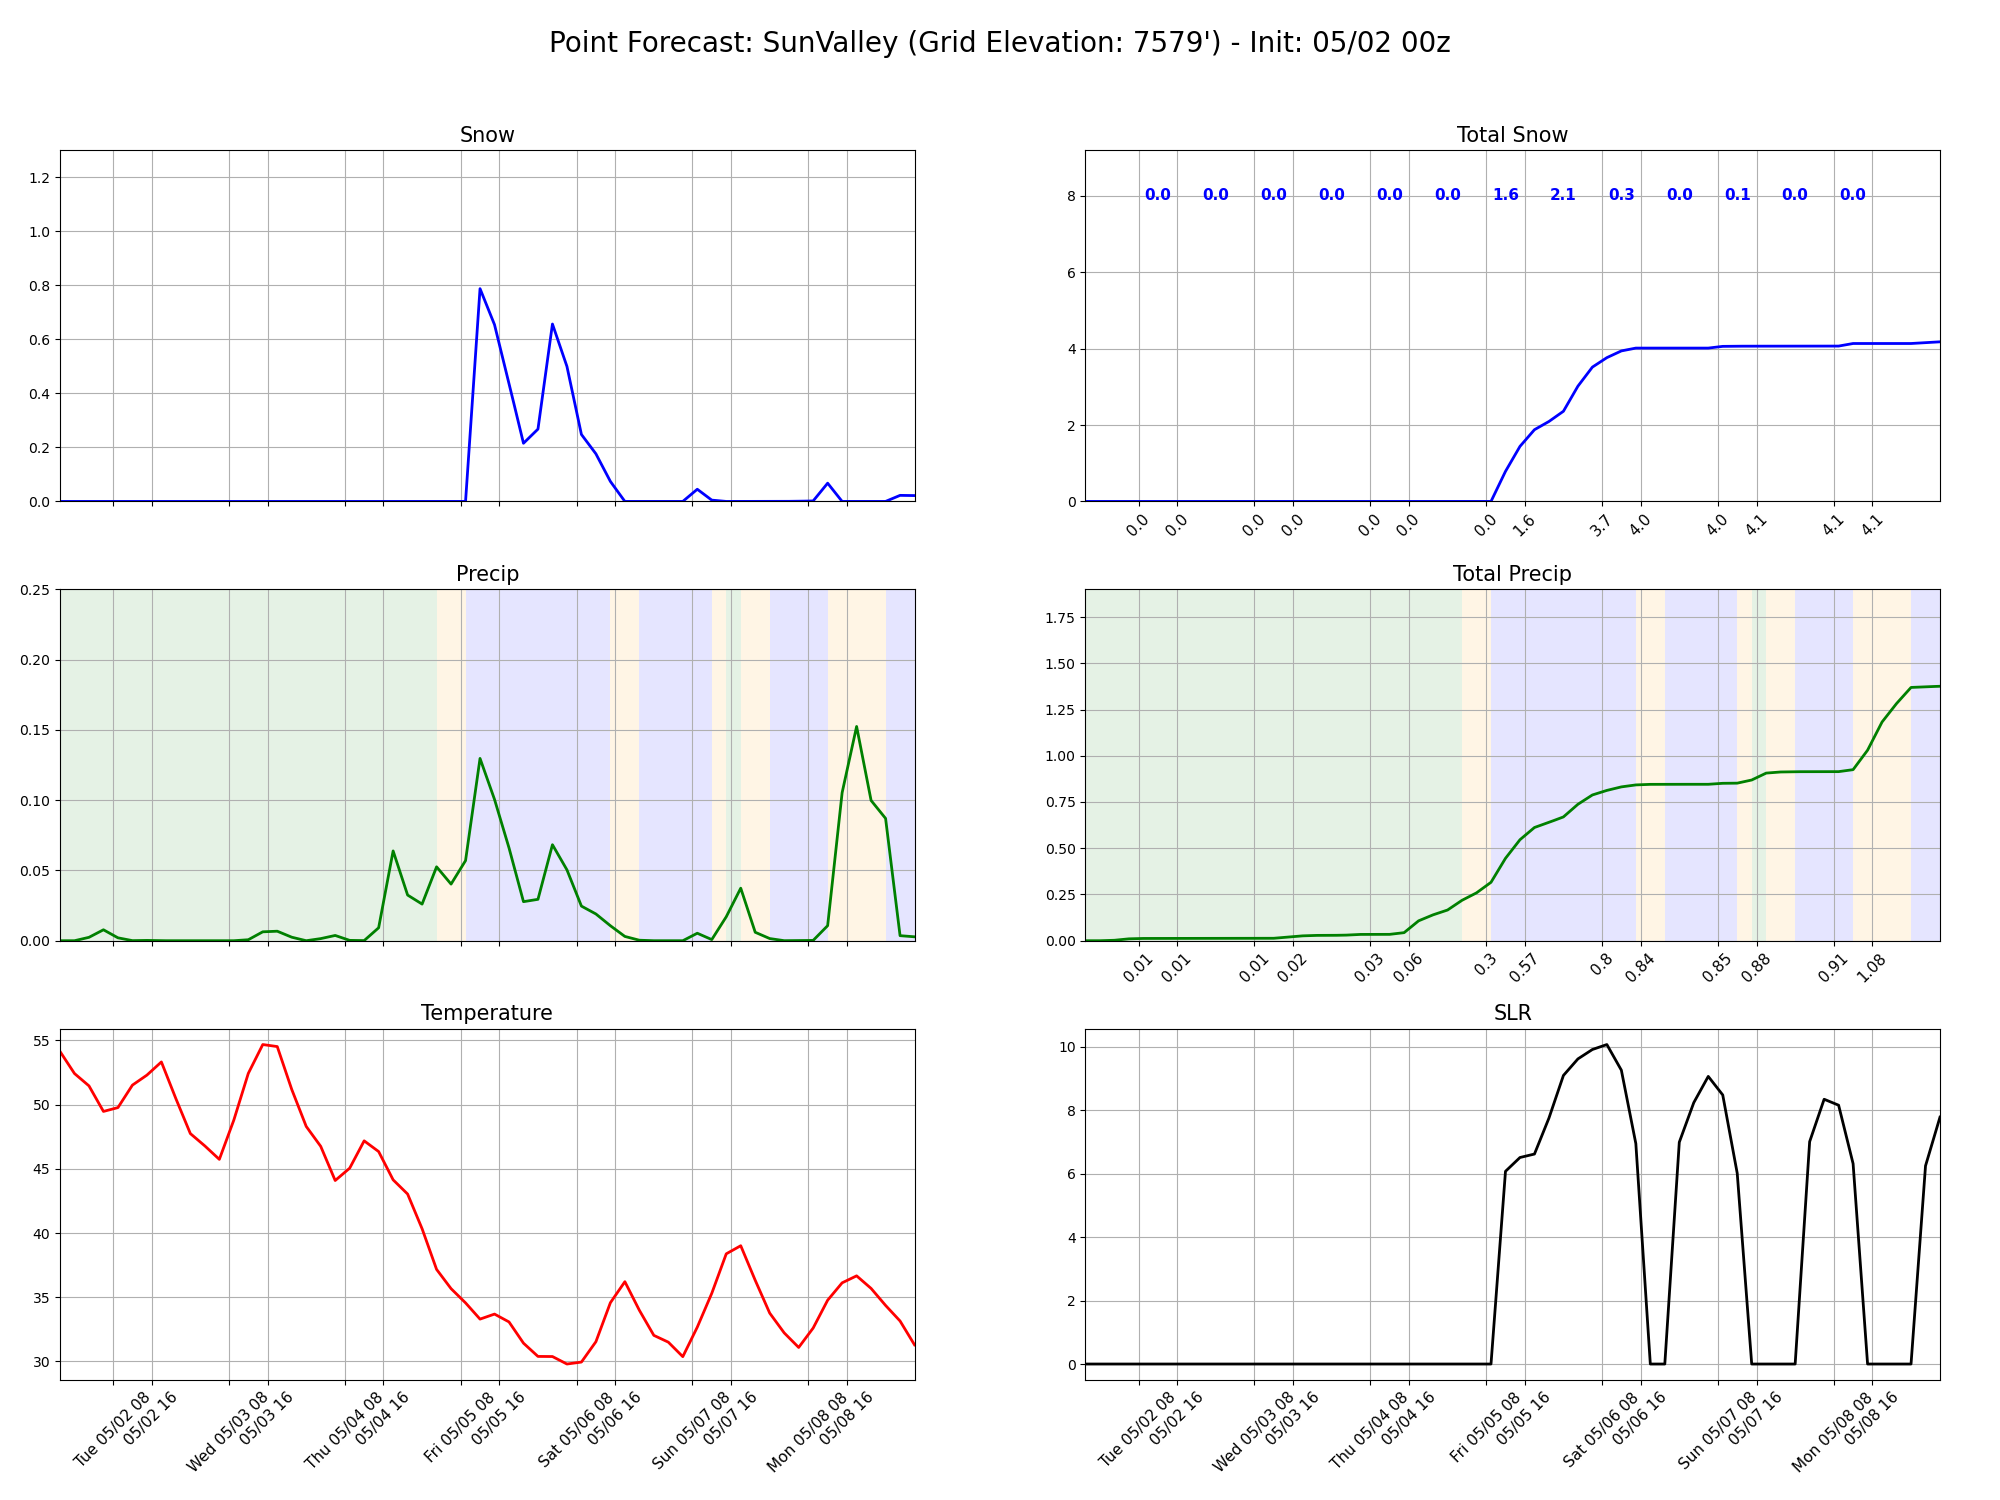 Point Forecast: SunValley (Grid Elevation: 7579') - Init: 05/02 00z
Snow
1.2
1.0
0.8
0.6
0.4
0.2
0.0
Total Snow
8
6
4
2
0
0.0 0.0 0.0 0.0 0.0 0.0 1.6 2.1 0.3 0.0 0.1 0.0 0.0
0.0 0.0 0.0 0.0 0.0 0.0 0.0 1.6 3.7 4.0 4.0 4.1 4.1 4.1
Precip
0.25
0.20
0.15
0.10
0.05
0.00
Total Precip
1.75
1.50
1.25
1.00
0.75
0.50
0.25
0.00
0.01 0.01 0.01 0.02 0.03 0.06 0.3 0.57 0.8 0.84 0.85 0.88 0.91 1.08
Temperature
55
50
45
40
35
30
Tue 05/02 08
05/02 16
Wed 05/03 08
05/03 16
Thu 05/04 08
05/04 16
Fri 05/05 08
05/05 16
Sat 05/06 08
05/06 16
Sun 05/07 08
05/07 16
Mon 05/08 08
05/08 16
SLR
10
8
6
4
2
0
Tue 05/02 08
05/02 16
Wed 05/03 08
05/03 16
Thu 05/04 08
05/04 16
Fri 05/05 08
05/05 16
Sat 05/06 08
05/06 16
Sun 05/07 08
05/07 16
Mon 05/08 08
05/08 16